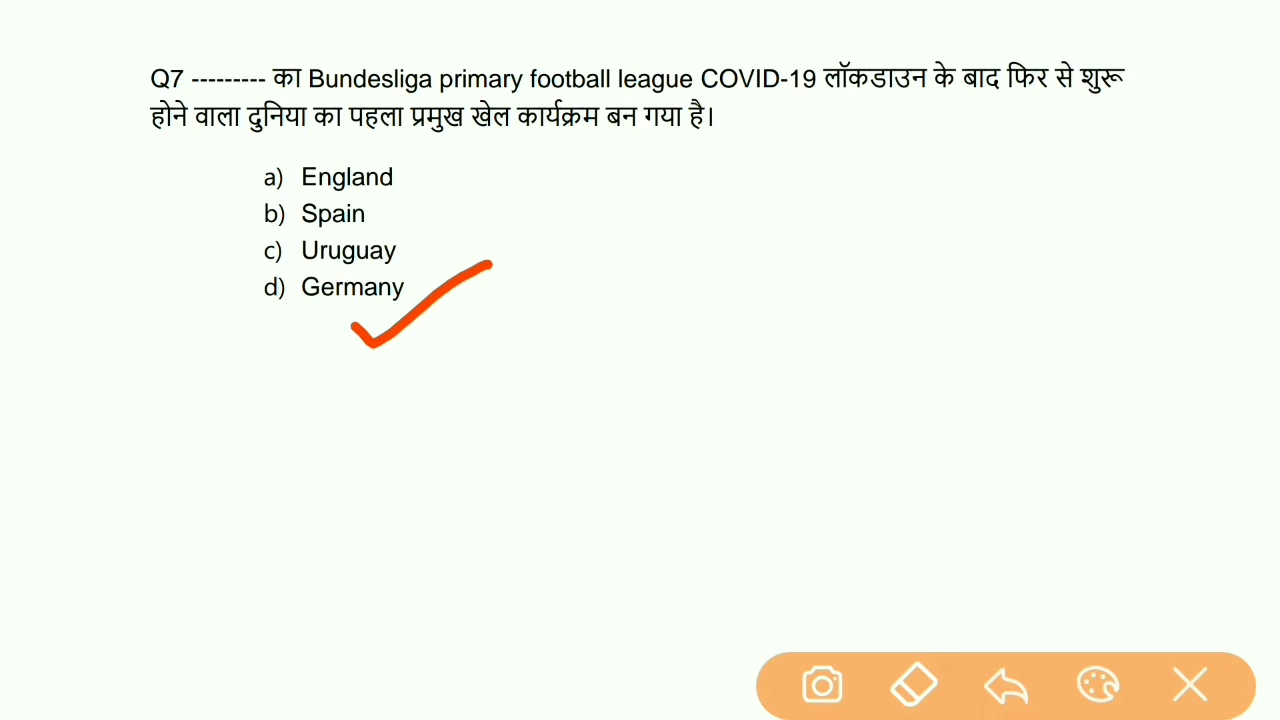 Q7 --------- का Bundesliga primary football league COVID-19 लॉकडाउन के बाद फिर से शुरू
होने वाला दुनिया का पहला प्रमुख खेल कार्यक्रम बन गया है।
a) England
b) Spain
c) Uruguay
d) Germany